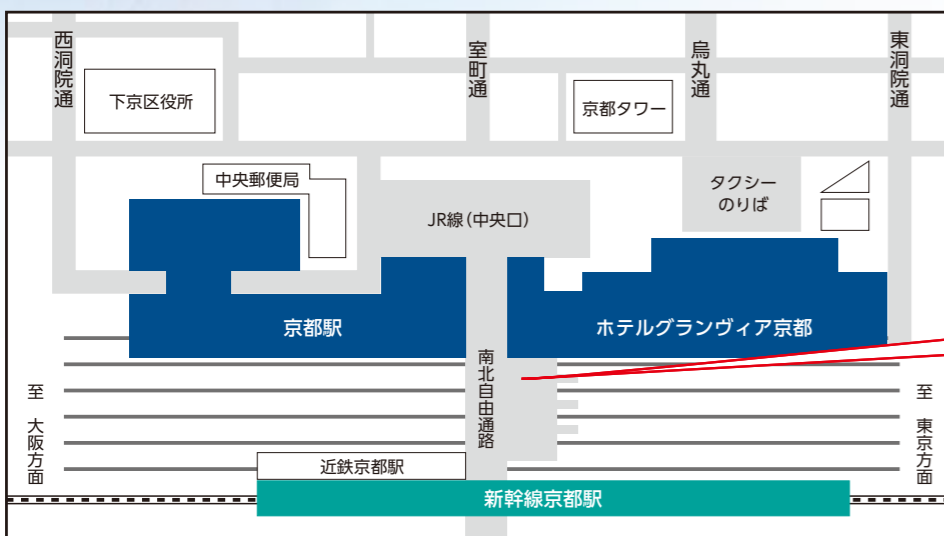 西洞院通
室町通
烏丸通
東洞院通
下京区役所
京都タワー
中央郵便局
タクシー
のりば
JR線(中央口)
京都駅
ホテルグランヴィア京都
南北自由通路
至 大阪方面
至 東京方面
近鉄京都駅
新幹線京都駅